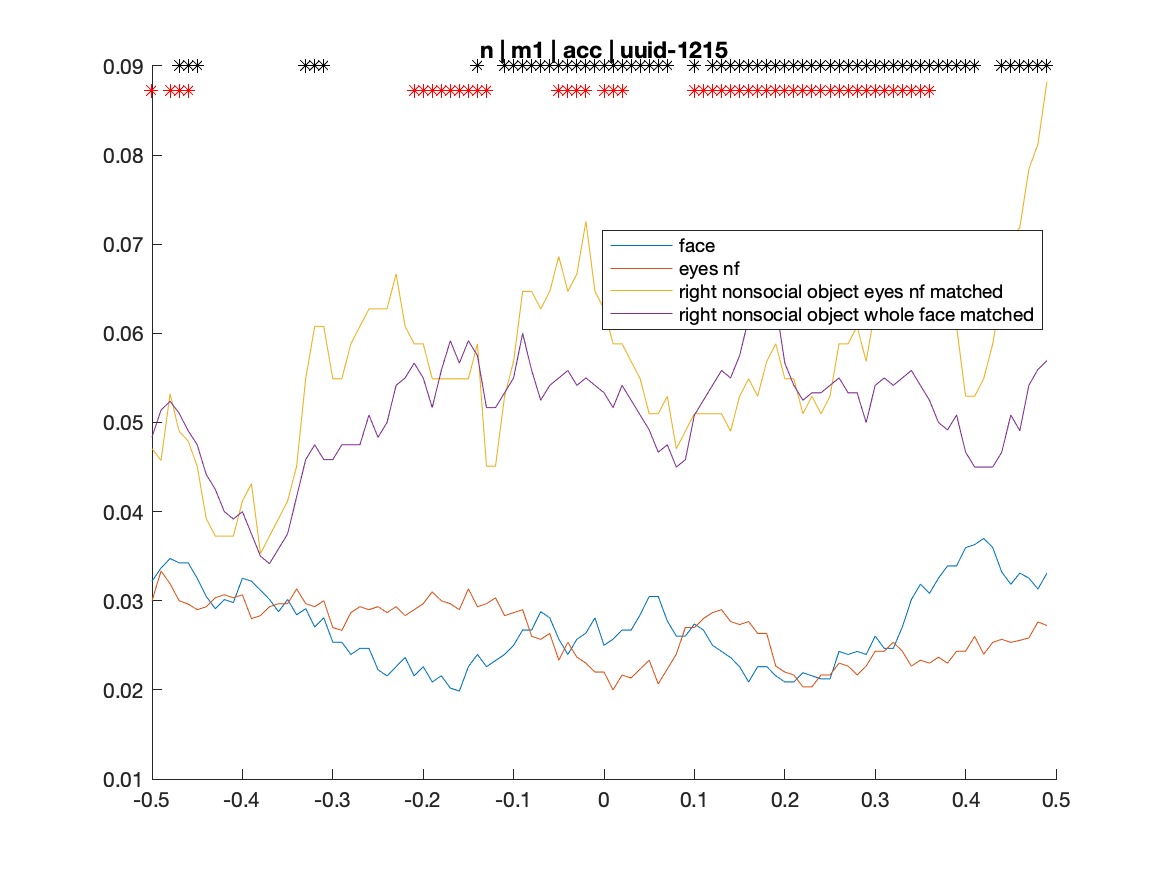 n | m1 | acc | uuid-1215
0.09
0.08
0.07
face
eyes nf
right nonsocial object eyes nf matched
right nonsocial object whole face matched
0.06
0.05
0.04
0.03
0.02
0.01
-0.5 -0.4 -0.3 -0.2 -0.1 0 0.1 0.2 0.3 0.4 0.5